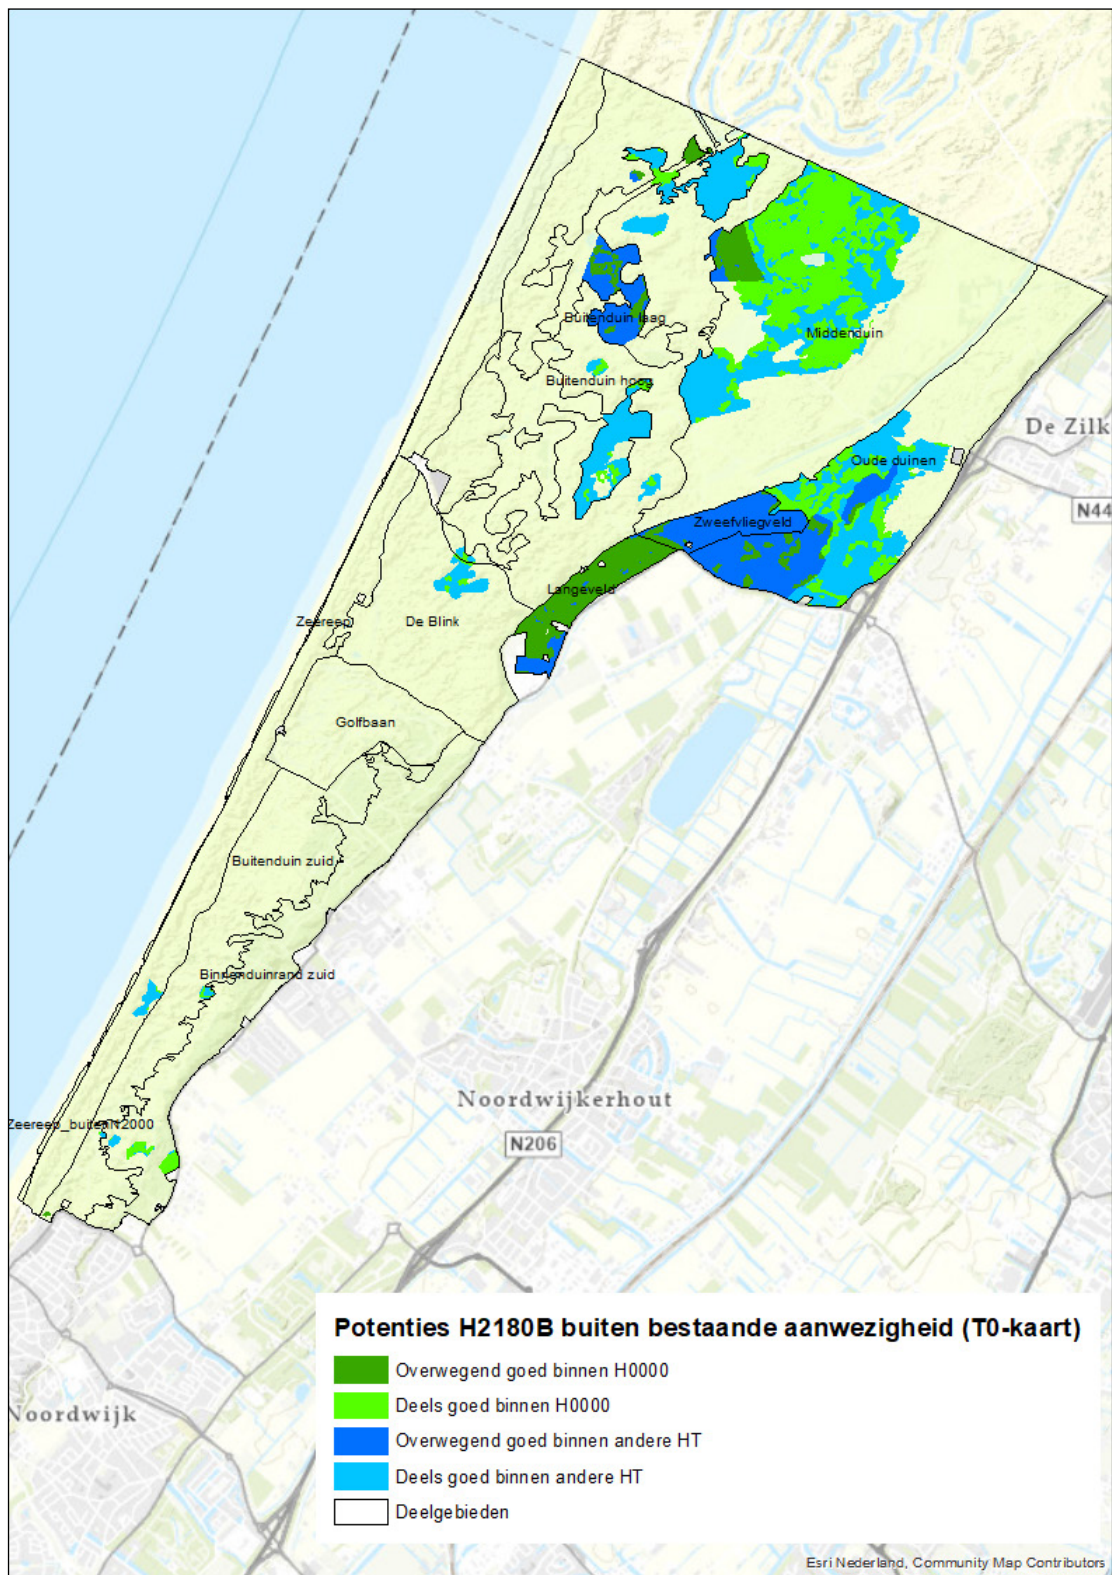 Buitenduin laag
Middenduin
Buitenduin hoog
De Zilk
Oude duinen
N44
Zweefvliegveld
Langeveld
Zeereep
De Blink
Golfbaan
Buitenduin zuid
Binnenduinrand zuid
Noordwijkerhout
Zeereep_buitenN2000
N206
Potenties H2180B buiten bestaande aanwezigheid (T0-kaart)
Overwegend goed binnen H0000
Deels goed binnen H0000
Noordwijk
Overwegend goed binnen andere HT
Deels goed binnen andere HT
Deelgebieden
Esri Nederland, Community Map Contributors